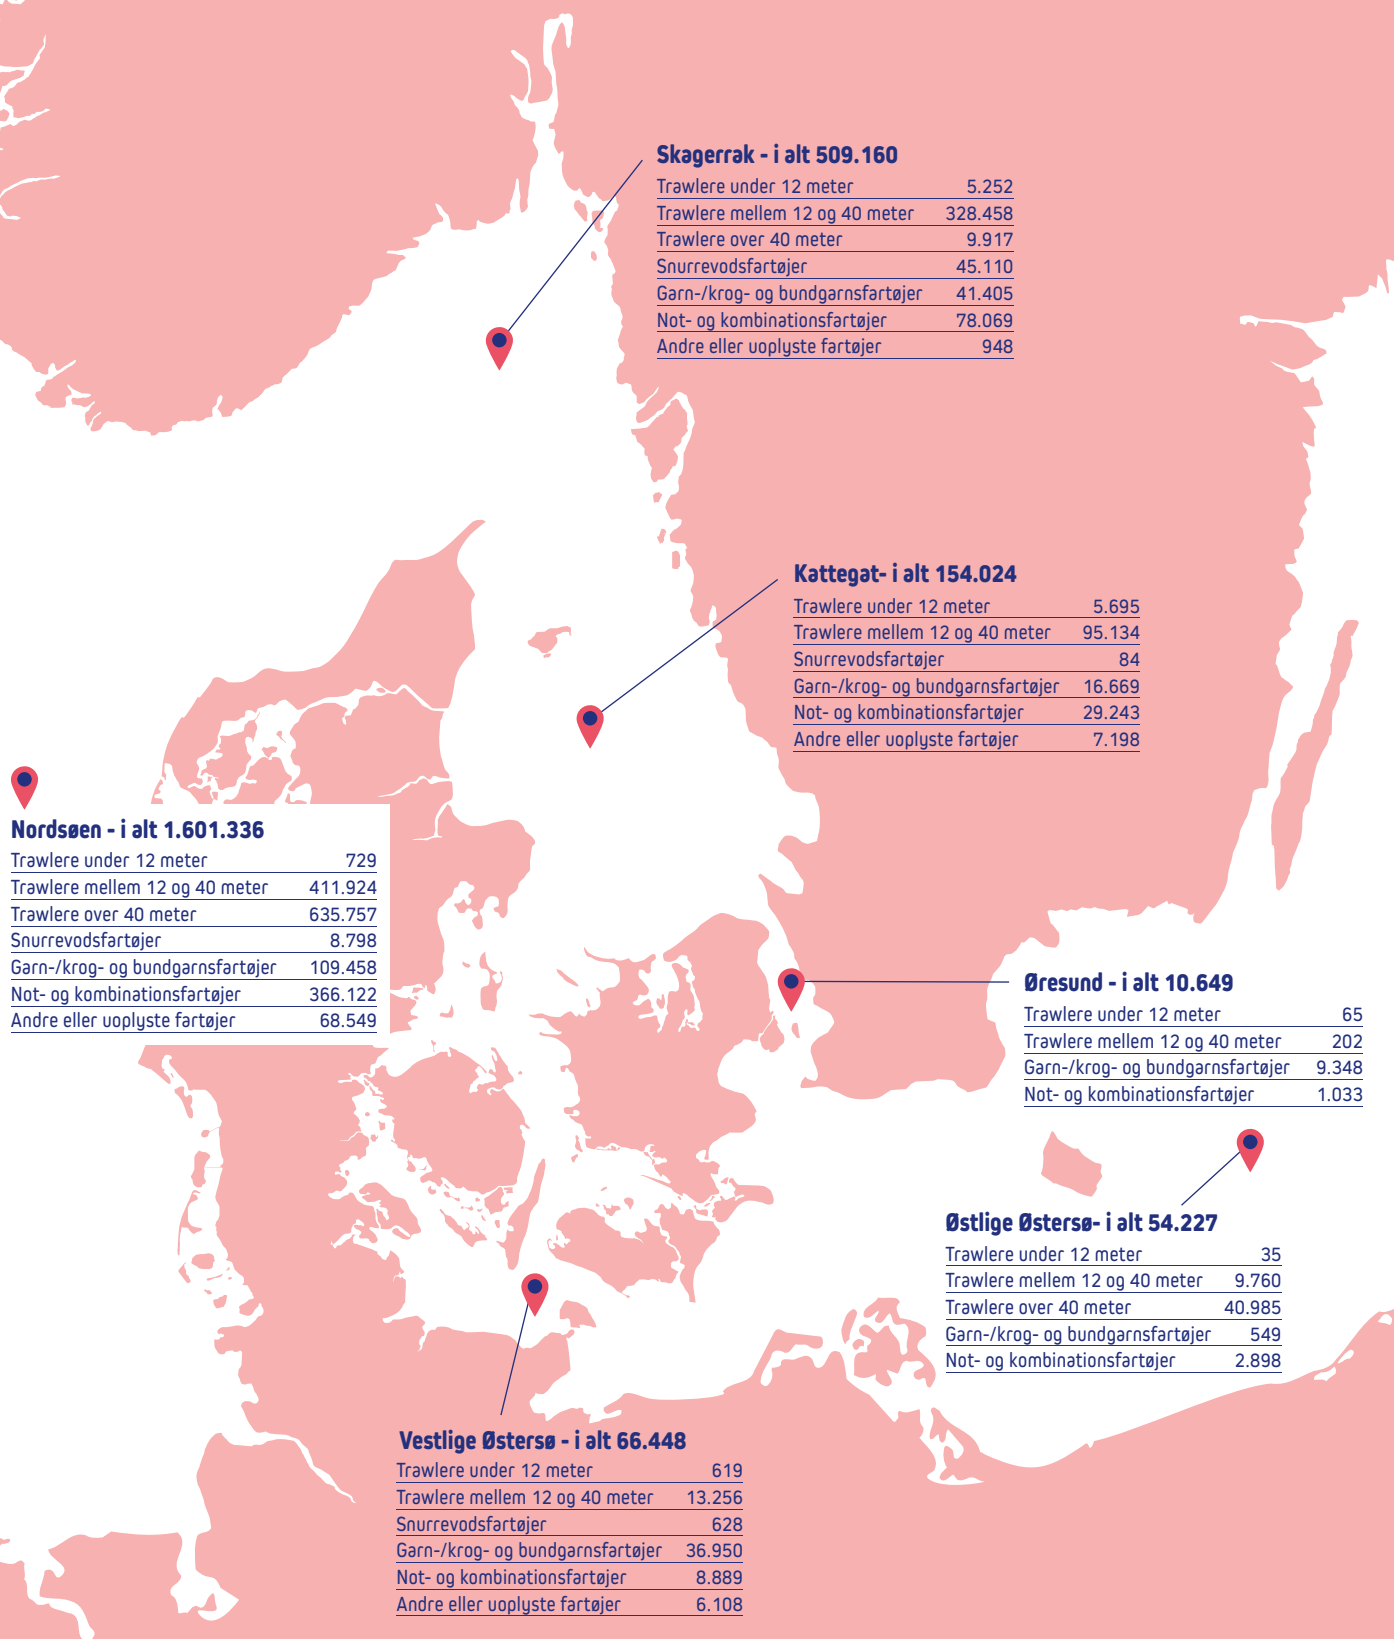 Skagerrak - i alt 509.160
Trawlere under 12 meter 5.252
Trawlere mellem 12 og 40 meter 328.458
Trawlere over 40 meter 9.917
Snurrevodsfartøjer 45.110
Garn-/krog- og bundgarnsfartøjer 41.405
Not- og kombinationsfartøjer 78.069
Andre eller uoplyste fartøjer 948
Kattegat- i alt 154.024
Trawlere under 12 meter 5.695
Trawlere mellem 12 og 40 meter 95.134
Snurrevodsfartøjer 84
Garn-/krog- og bundgarnsfartøjer 16.669
Not- og kombinationsfartøjer 29.243
Andre eller uoplyste fartøjer 7.198
Nordsøen - i alt 1.601.336
Trawlere under 12 meter 729
Trawlere mellem 12 og 40 meter 411.924
Trawlere over 40 meter 635.757
Snurrevodsfartøjer 8.798
Garn-/krog- og bundgarnsfartøjer 109.458
Not- og kombinationsfartøjer 366.122
Andre eller uoplyste fartøjer 68.549
Øresund - i alt 10.649
Trawlere under 12 meter 65
Trawlere mellem 12 og 40 meter 202
Garn-/krog- og bundgarnsfartøjer 9.348
Not- og kombinationsfartøjer 1.033
Østlige Østersø- i alt 54.227
Trawlere under 12 meter 35
Trawlere mellem 12 og 40 meter 9.760
Trawlere over 40 meter 40.985
Garn-/krog- og bundgarnsfartøjer 549
Not- og kombinationsfartøjer 2.898
Vestlige Østersø - i alt 66.448
Trawlere under 12 meter 619
Trawlere mellem 12 og 40 meter 13.256
Snurrevodsfartøjer 628
Garn-/krog- og bundgarnsfartøjer 36.950
Not- og kombinationsfartøjer 8.889
Andre eller uoplyste fartøjer 6.108